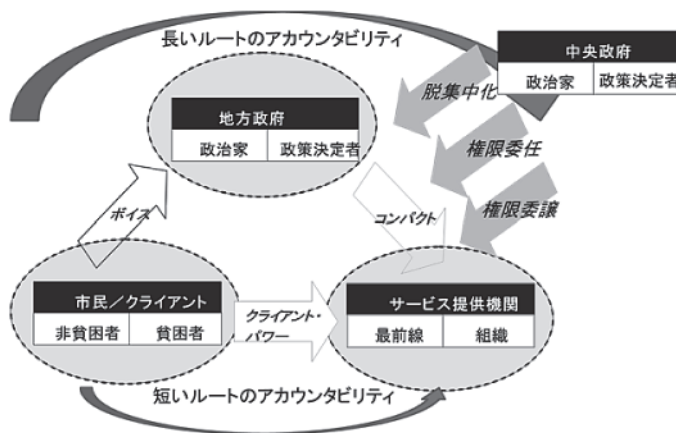 長いルートのアカウンタビリティ
中央政府
政治家 政策決定者
脱集中化
地方政府
政治家 政策決定者
権限委任
ボイス
コンパクト
権限委譲
市民／クライアント
非貧困者 貧困者
クライアント・
パワー
サービス提供機関
最前線 組織
短いルートのアカウンタビリティ